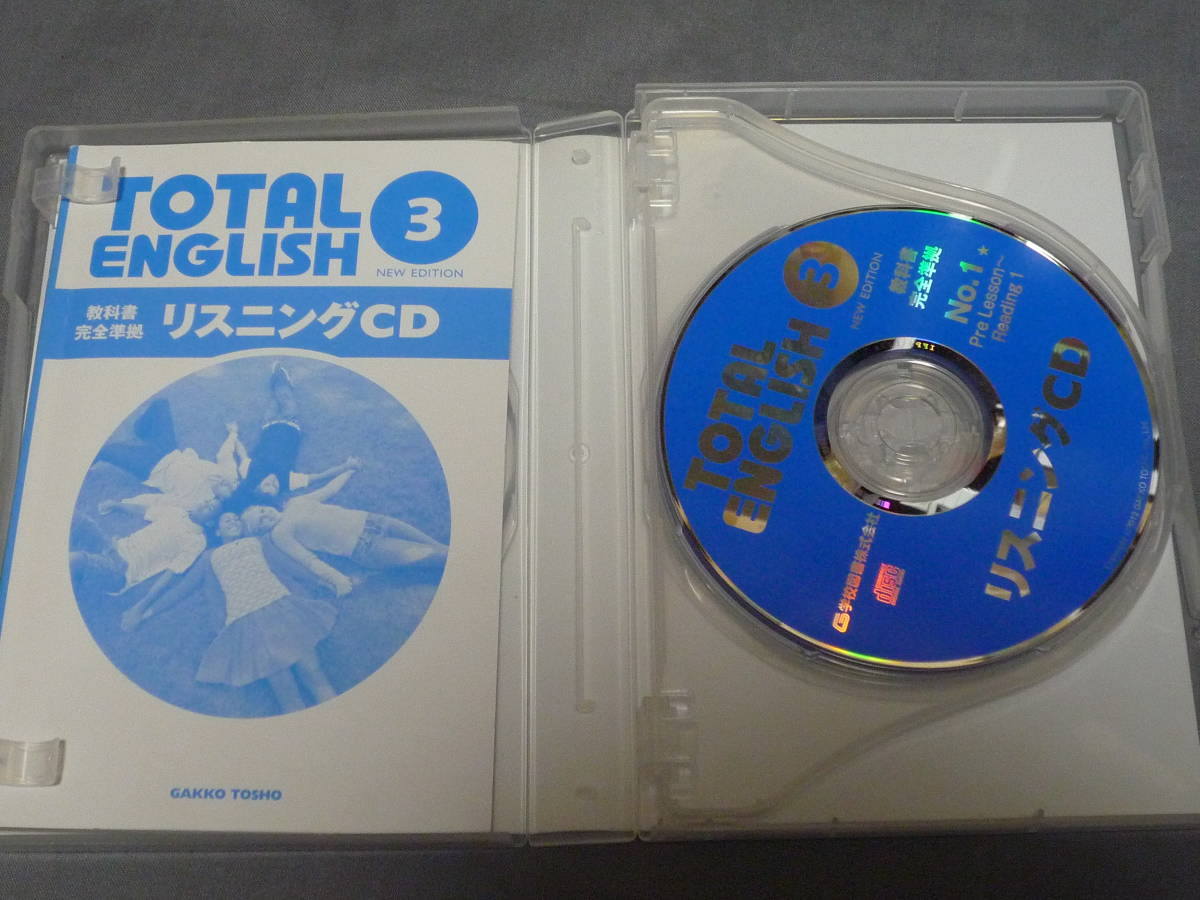 TOTAL
ENGLISH
3
NEW EDITION
教科書
完全準拠
リスニングCD
GAKKO TOSHO
TOTAL
ENGLISH
3
NEW EDITION
教科書
完全準拠
No.1
Pre Lesson〜
Reading 1
リスニングCD
学校図書株式会社
disc